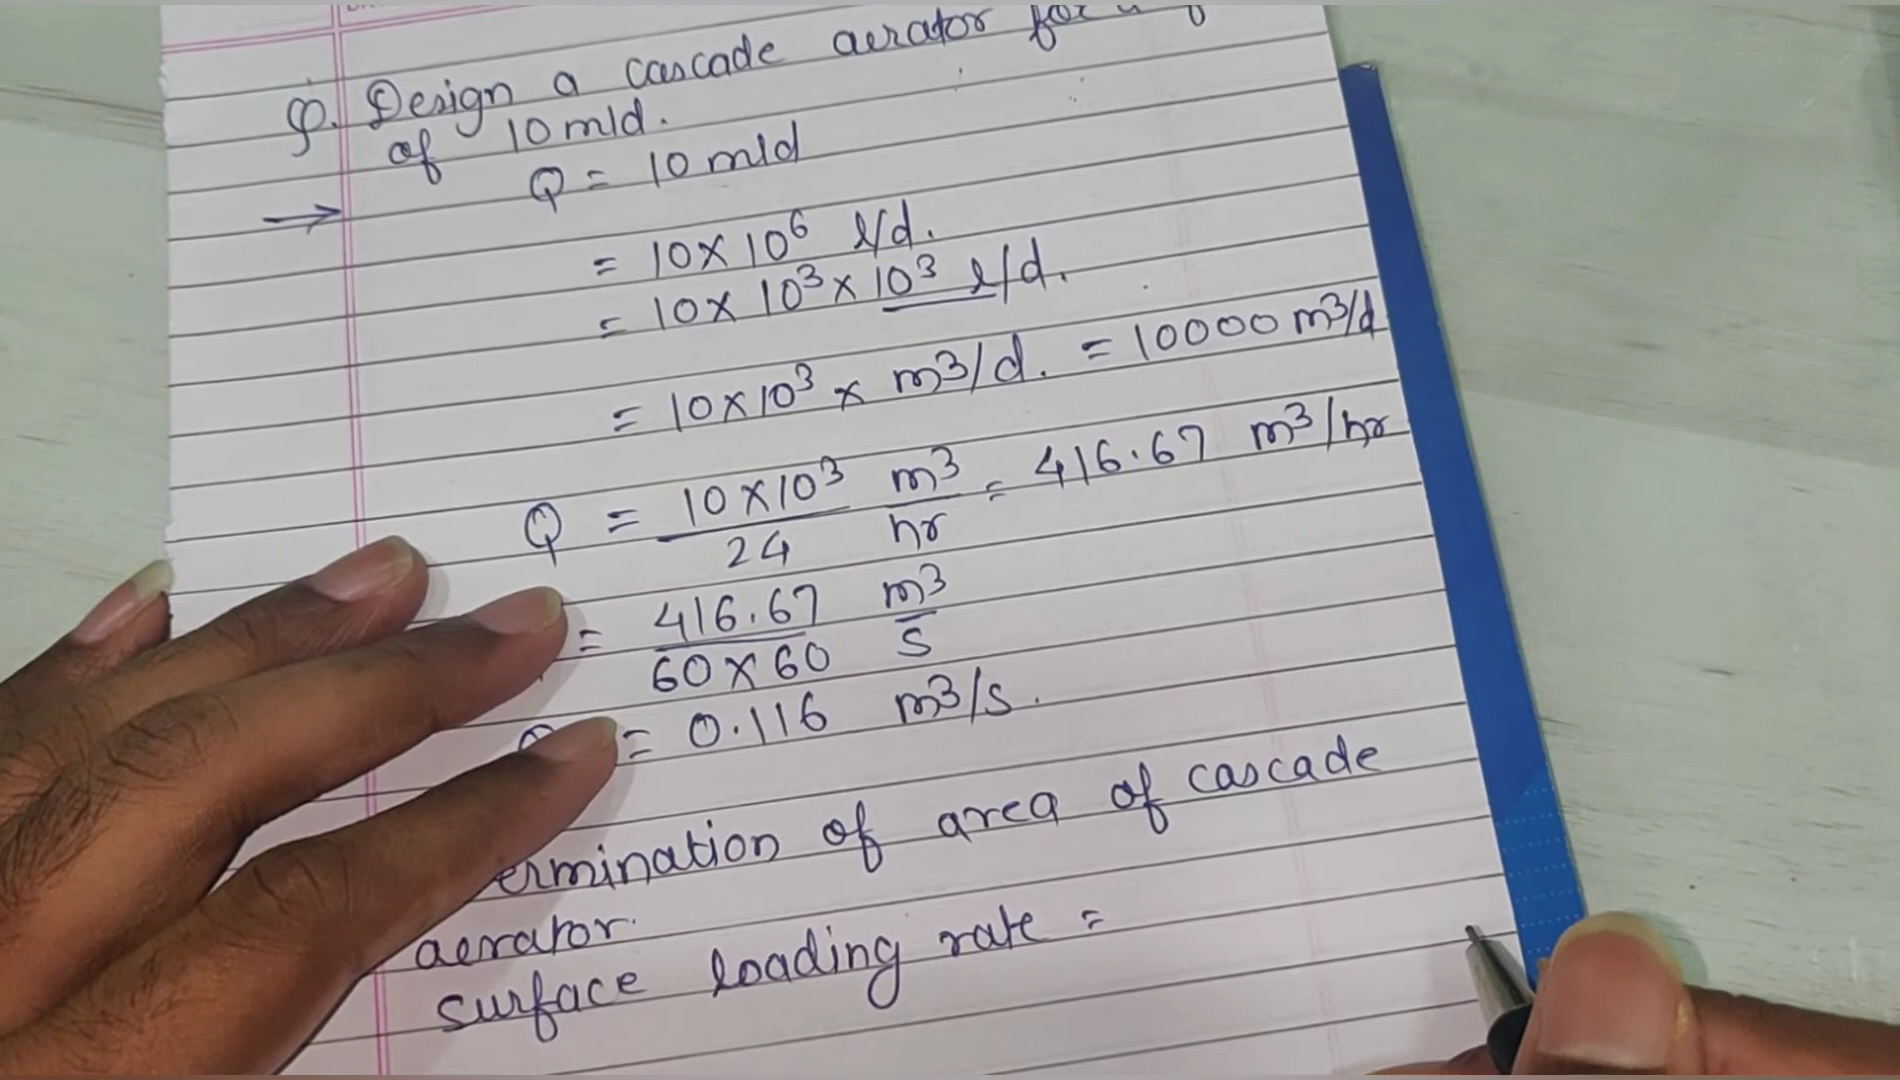 Q. Design a cascade aerator for
of 10 mld.
→ Q = 10 mld
= 10 × 10⁶ l/d.
= 10 × 10³ × 10³ l/d.
= 10 × 10³ × m³/d. = 10000 m³/d
Q = 10 × 10³ / 24 m³/hr = 416.67 m³/hr
= 416.67 / 60 × 60 m³/s
= 0.116 m³/s.
ermination of area of cascade
aerator.
surface loading rate =